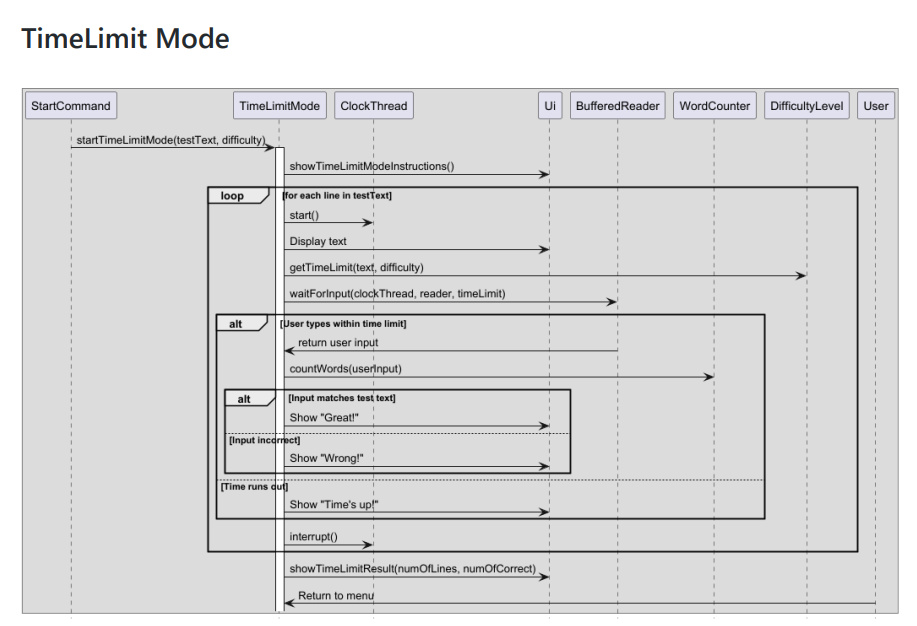 TimeLimit Mode
StartCommand TimeLimitMode ClockThread Ui BufferedReader WordCounter DifficultyLevel User
startTimeLimitMode(testText, difficulty)
showTimeLimitModeInstructions()
loop [for each line in testText]
start()
Display text
getTimeLimit(text, difficulty)
waitForInput(clockThread, reader, timeLimit)
alt [User types within time limit]
return user input
countWords(userInput)
alt [Input matches test text]
Show "Great!"
[Input incorrect]
Show "Wrong!"
[Time runs out]
Show "Time's up!"
interrupt()
showTimeLimitResult(numOfLines, numOfCorrect)
Return to menu